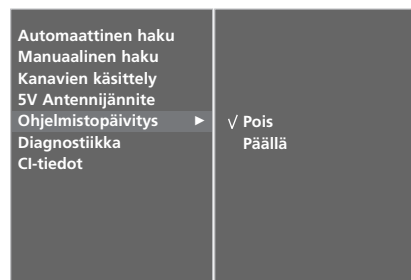 Automaattinen haku
Manuaalinen haku
Kanavien käsittely
5V Antennijännite
Ohjelmistopäivitys ►
Diagnostiikka
CI-tiedot
√ Pois
Päällä